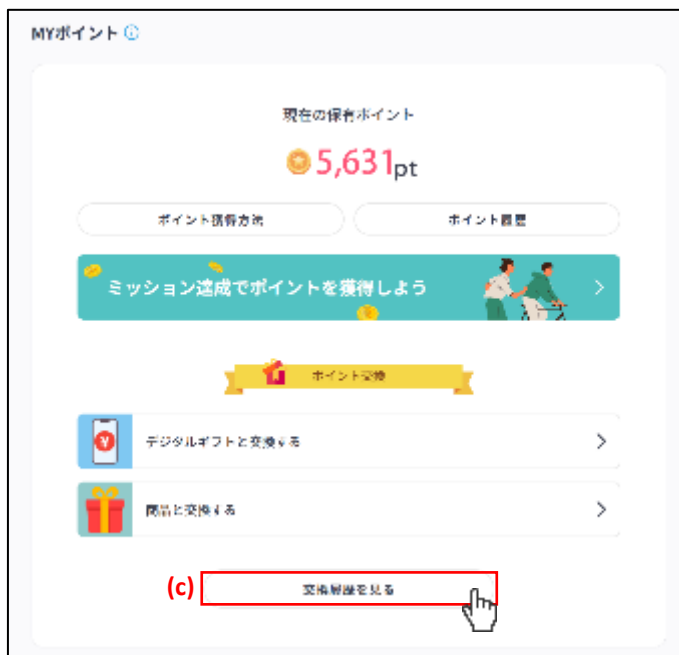 MYポイント
現在の保有ポイント
5,631pt
ポイント獲得方法
ポイント履歴
ミッション達成でポイントを獲得しよう
ポイント交換
デジタルギフトと交換する
商品と交換する
(c)
交換履歴を見る